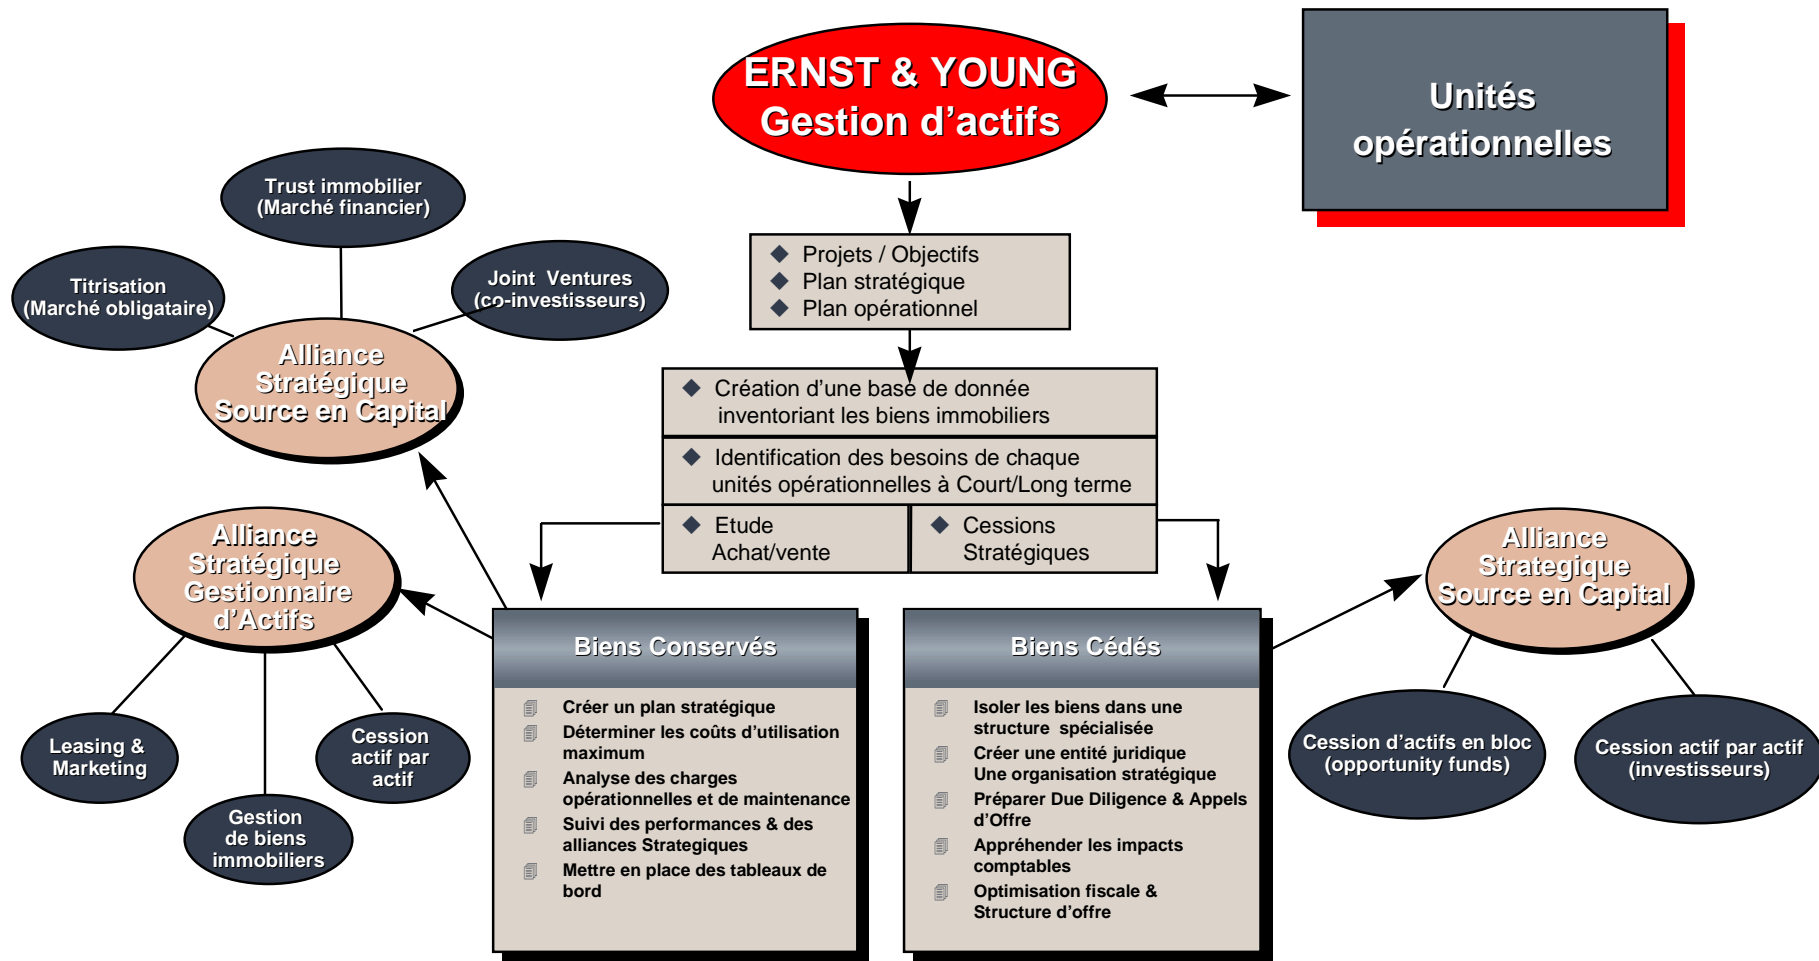 ERNST & YOUNG
Gestion d’actifs
Unités
opérationnelles
Trust immobilier
(Marché financier)
Titrisation
(Marché obligataire)
Joint Ventures
(co-investisseurs)
Alliance
Stratégique
Source en Capital
Projets / Objectifs
Plan stratégique
Plan opérationnel
Création d’une base de donnée
inventoriant les biens immobiliers
Identification des besoins de chaque
unités opérationnelles à Court/Long terme
Etude
Achat/vente
Cessions
Stratégiques
Alliance
Stratégique
Gestionnaire
d’Actifs
Leasing &
Marketing
Gestion
de biens
immobiliers
Cession
actif par
actif
Biens Conservés
Créer un plan stratégique
Déterminer les coûts d’utilisation
maximum
Analyse des charges
opérationnelles et de maintenance
Suivi des performances & des
alliances Strategiques
Mettre en place des tableaux de
bord
Biens Cédés
Isoler les biens dans une
structure spécialisée
Créer une entité juridique
Une organisation stratégique
Préparer Due Diligence & Appels
d’Offre
Appréhender les impacts
comptables
Optimisation fiscale &
Structure d’offre
Alliance
Strategique
Source en Capital
Cession d’actifs en bloc
(opportunity funds)
Cession actif par actif
(investisseurs)